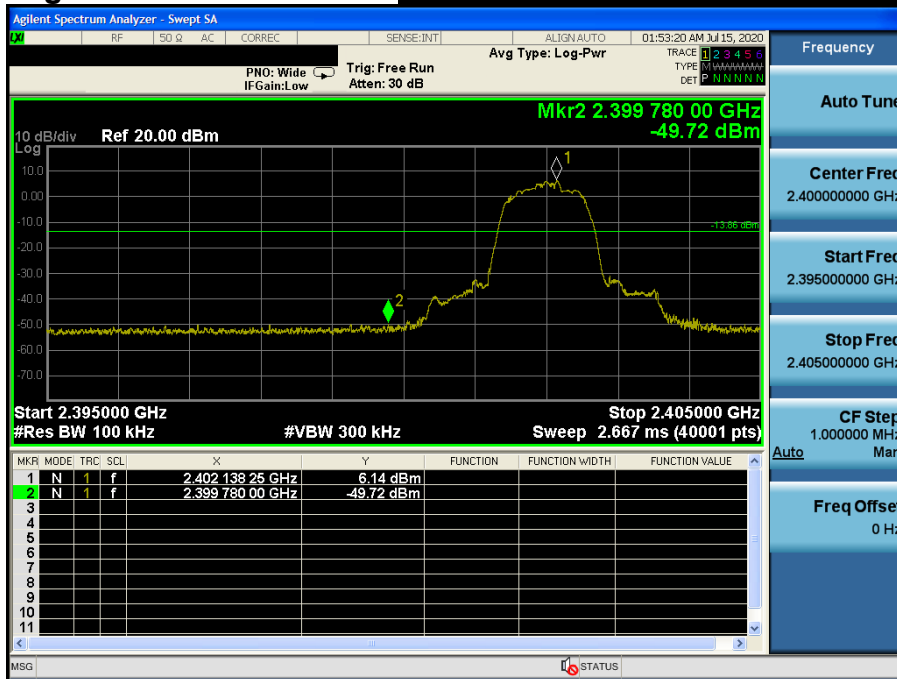 Agilent Spectrum Analyzer - Swept SA
LXI RF 50 Ω AC CORREC SENSE:INT ALIGN AUTO 01:53:20 AM Jul 15, 2020
Frequency
PNO: Wide
IFGain:Low
Trig: Free Run
Atten: 30 dB
Avg Type: Log-Pwr
TRACE 1 2 3 4 5 6
TYPE M WWWWW
DET P N N N N N
Auto Tune
Mkr2 2.399 780 00 GHz
-49.72 dBm
10 dB/div
Log
Ref 20.00 dBm
10.0
0.00
-10.0
-20.0
-30.0
-40.0
-50.0
-60.0
-70.0
1
2
-13.86 dBm
Center Freq
2.400000000 GHz
Start Freq
2.395000000 GHz
Stop Freq
2.405000000 GHz
Start 2.395000 GHz
Stop 2.405000 GHz
#Res BW 100 kHz #VBW 300 kHz Sweep 2.667 ms (40001 pts)
CF Step
1.000000 MHz
Auto Man
MKR MODE TRC SCL X Y FUNCTION FUNCTION WIDTH FUNCTION VALUE
1 N 1 f 2.402 138 25 GHz 6.14 dBm
2 N 1 f 2.399 780 00 GHz -49.72 dBm
3
4
5
6
7
8
9
10
11
Freq Offset
0 Hz
MSG
STATUS